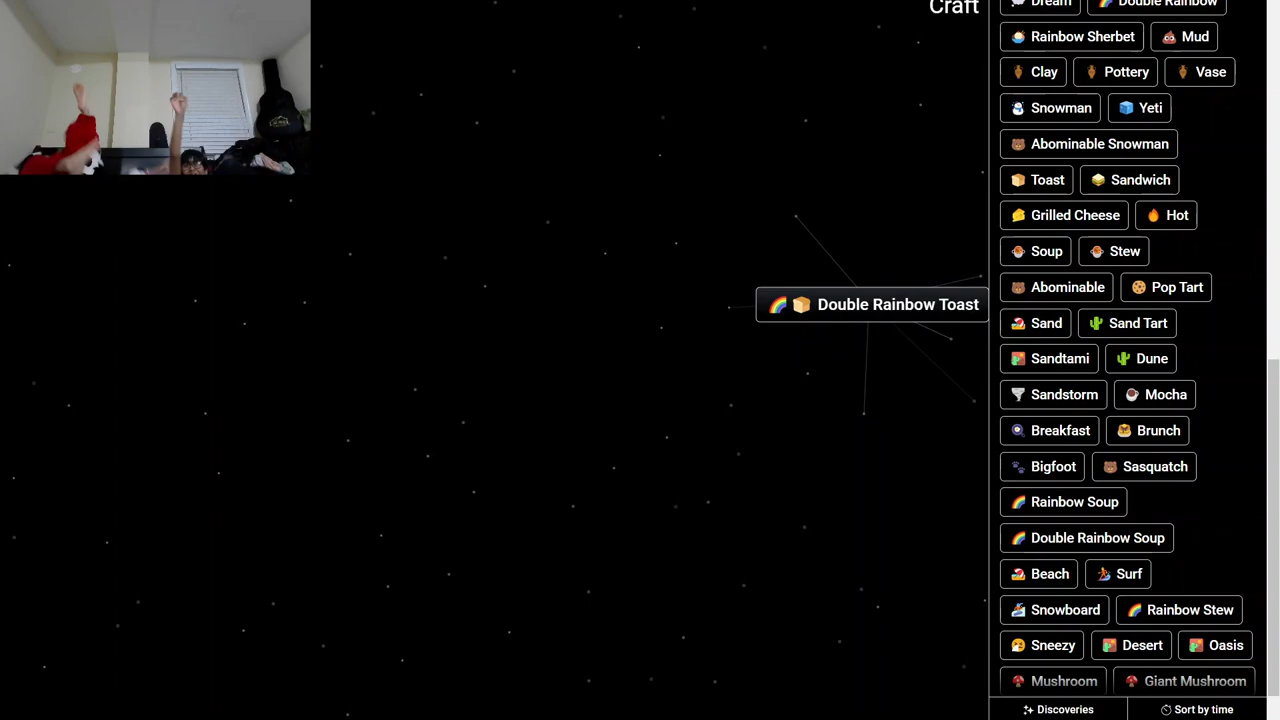 Craft
Dream Double Rainbow
Rainbow Sherbet Mud
Clay Pottery Vase
Snowman Yeti
Abominable Snowman
Toast Sandwich
Grilled Cheese Hot
Soup Stew
Double Rainbow Toast
Abominable Pop Tart
Sand Sand Tart
Sandtami Dune
Sandstorm Mocha
Breakfast Brunch
Bigfoot Sasquatch
Rainbow Soup
Double Rainbow Soup
Beach Surf
Snowboard Rainbow Stew
Sneezy Desert Oasis
Mushroom Giant Mushroom
Discoveries Sort by time